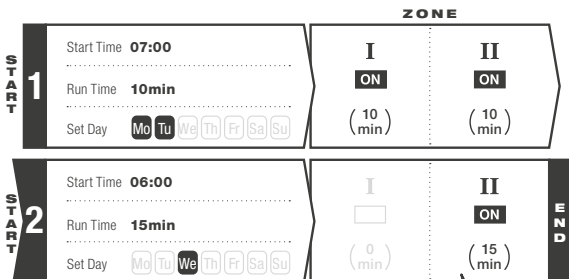 ZONE
START
1
Start Time 07:00
Run Time 10min
Set Day Mo Tu We Th Fr Sa Su
I II
ON ON
(10 min) (10 min)
START
2
Start Time 06:00
Run Time 15min
Set Day Mo Tu We Th Fr Sa Su
I II
ON
(0 min) (15 min)
END